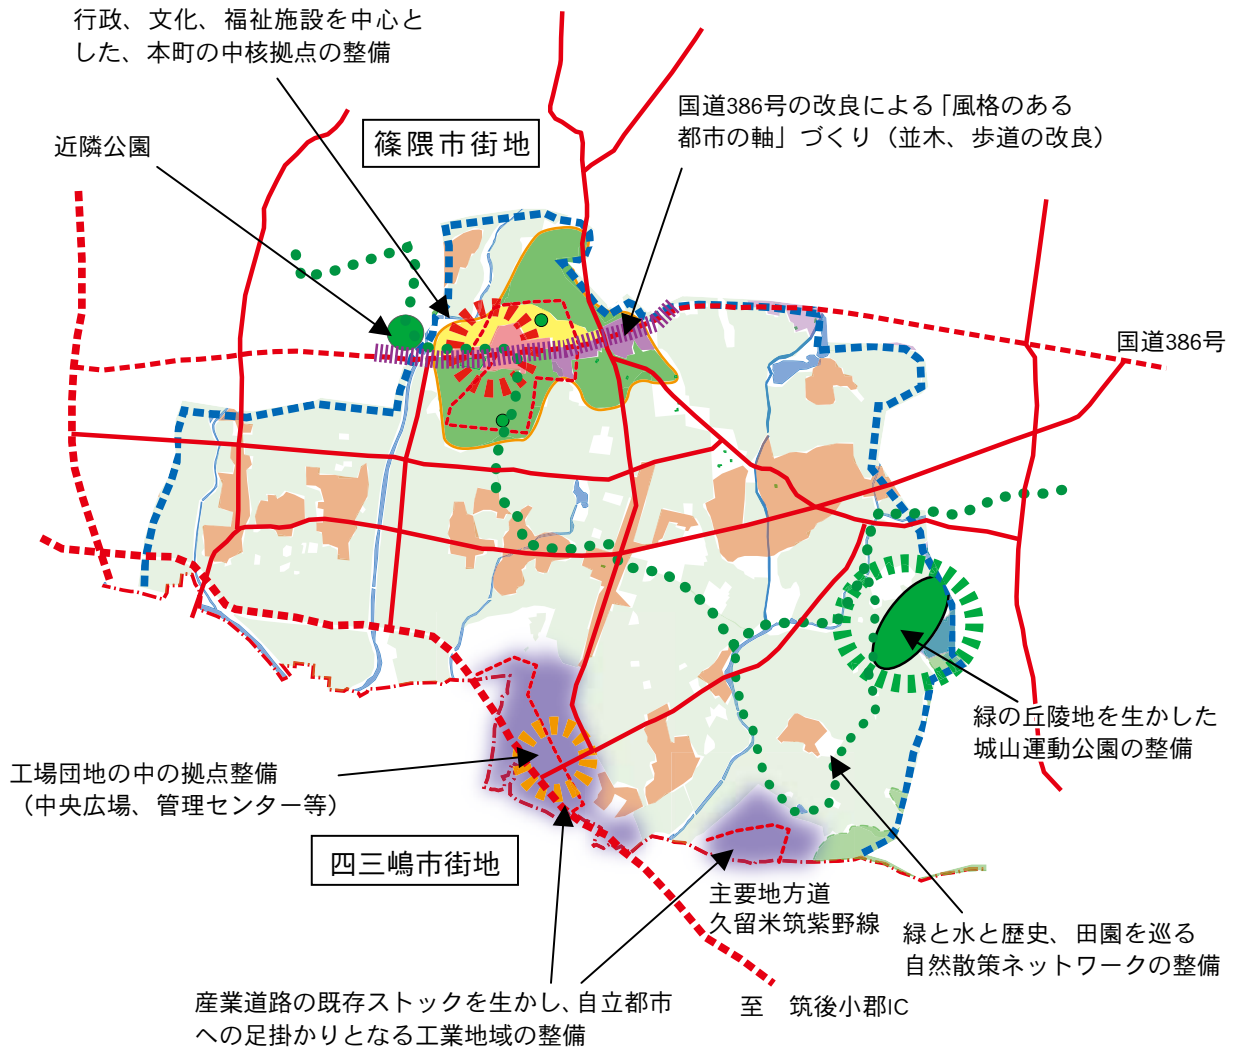 行政、文化、福祉施設を中心と
した、本町の中核拠点の整備
国道386号の改良による「風格のある
都市の軸」づくり（並木、歩道の改良）
近隣公園
篠隈市街地
国道386号
緑の丘陵地を生かした
城山運動公園の整備
工場団地の中の拠点整備
（中央広場、管理センター等）
四三嶋市街地
主要地方道
久留米筑紫野線
緑と水と歴史、田園を巡る
自然散策ネットワークの整備
産業道路の既存ストックを生かし、自立都市
への足掛かりとなる工業地域の整備
至　筑後小郡IC